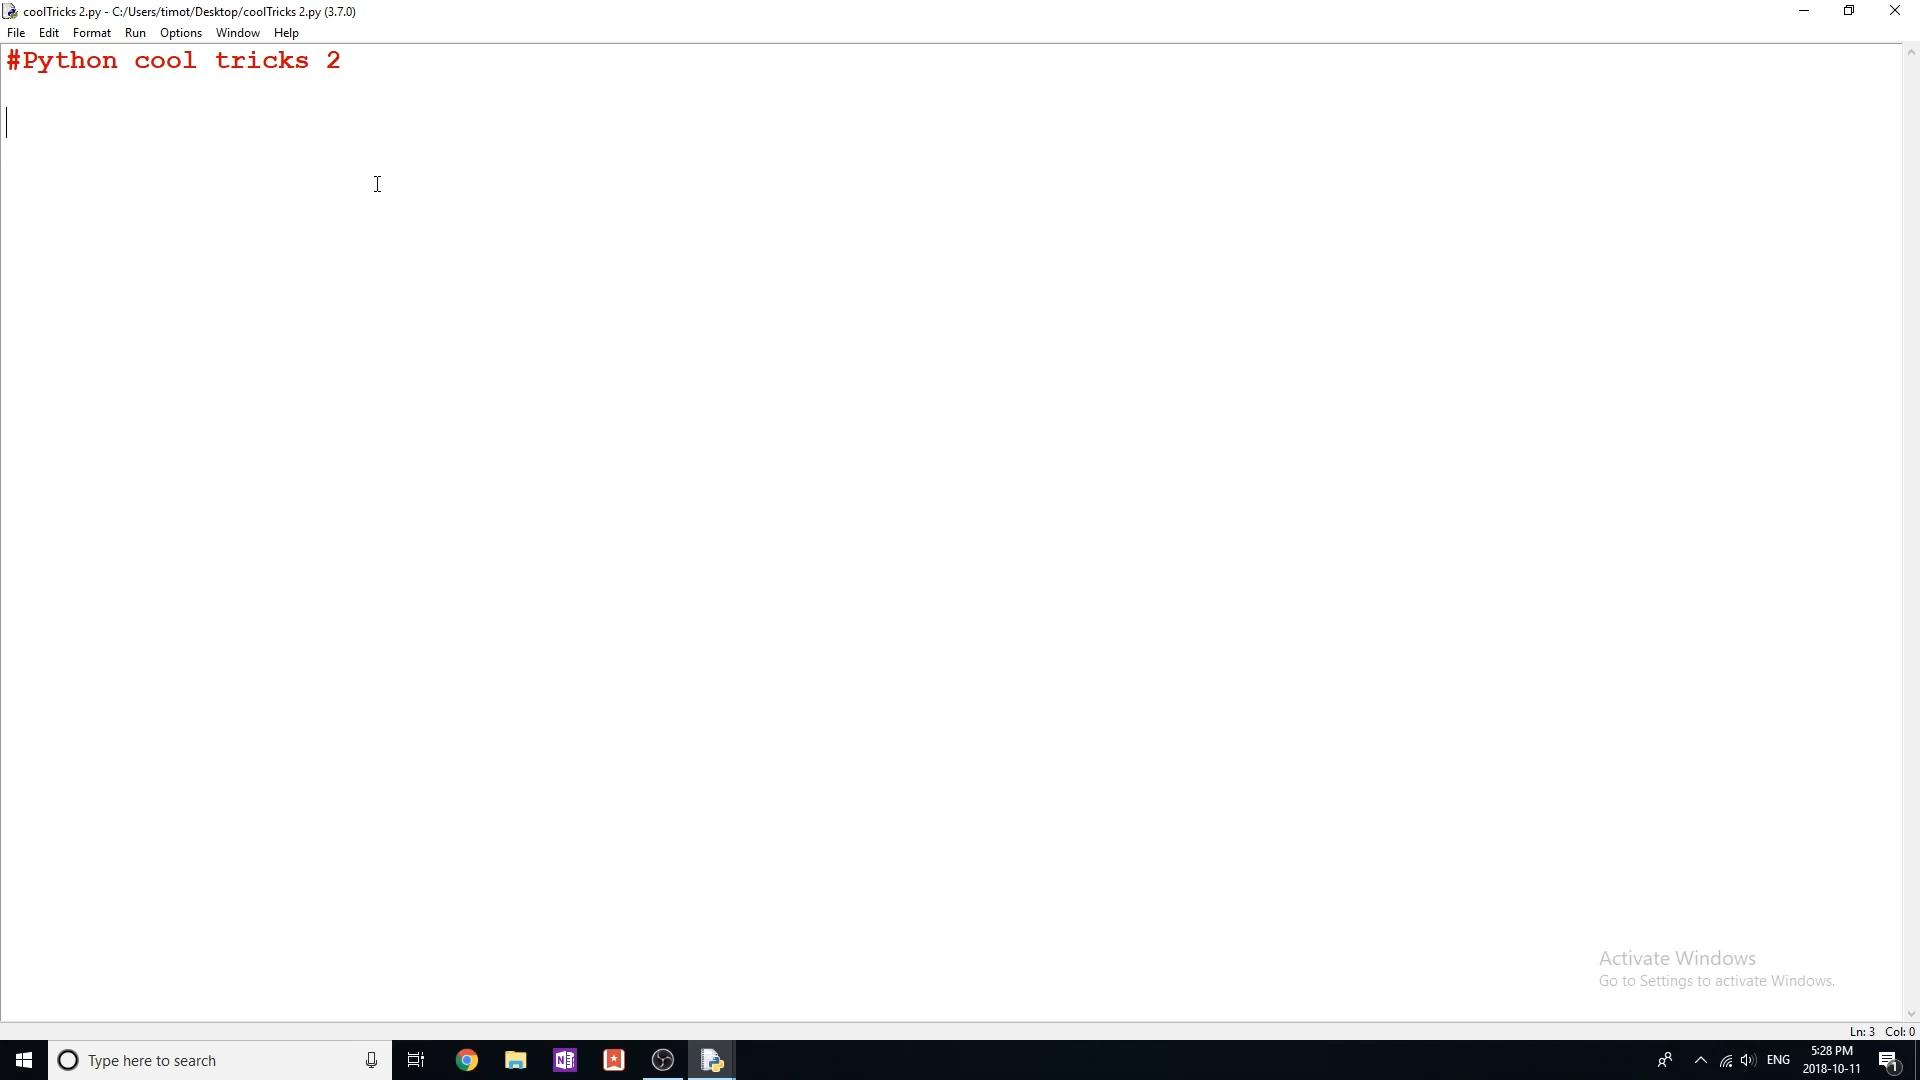 coolTricks 2.py - C:/Users/timot/Desktop/coolTricks 2.py (3.7.0)
File Edit Format Run Options Window Help
#Python cool tricks 2
Activate Windows
Go to Settings to activate Windows.
Ln: 3 Col: 0
Type here to search
N
ENG
5:28 PM
2018-10-11
1